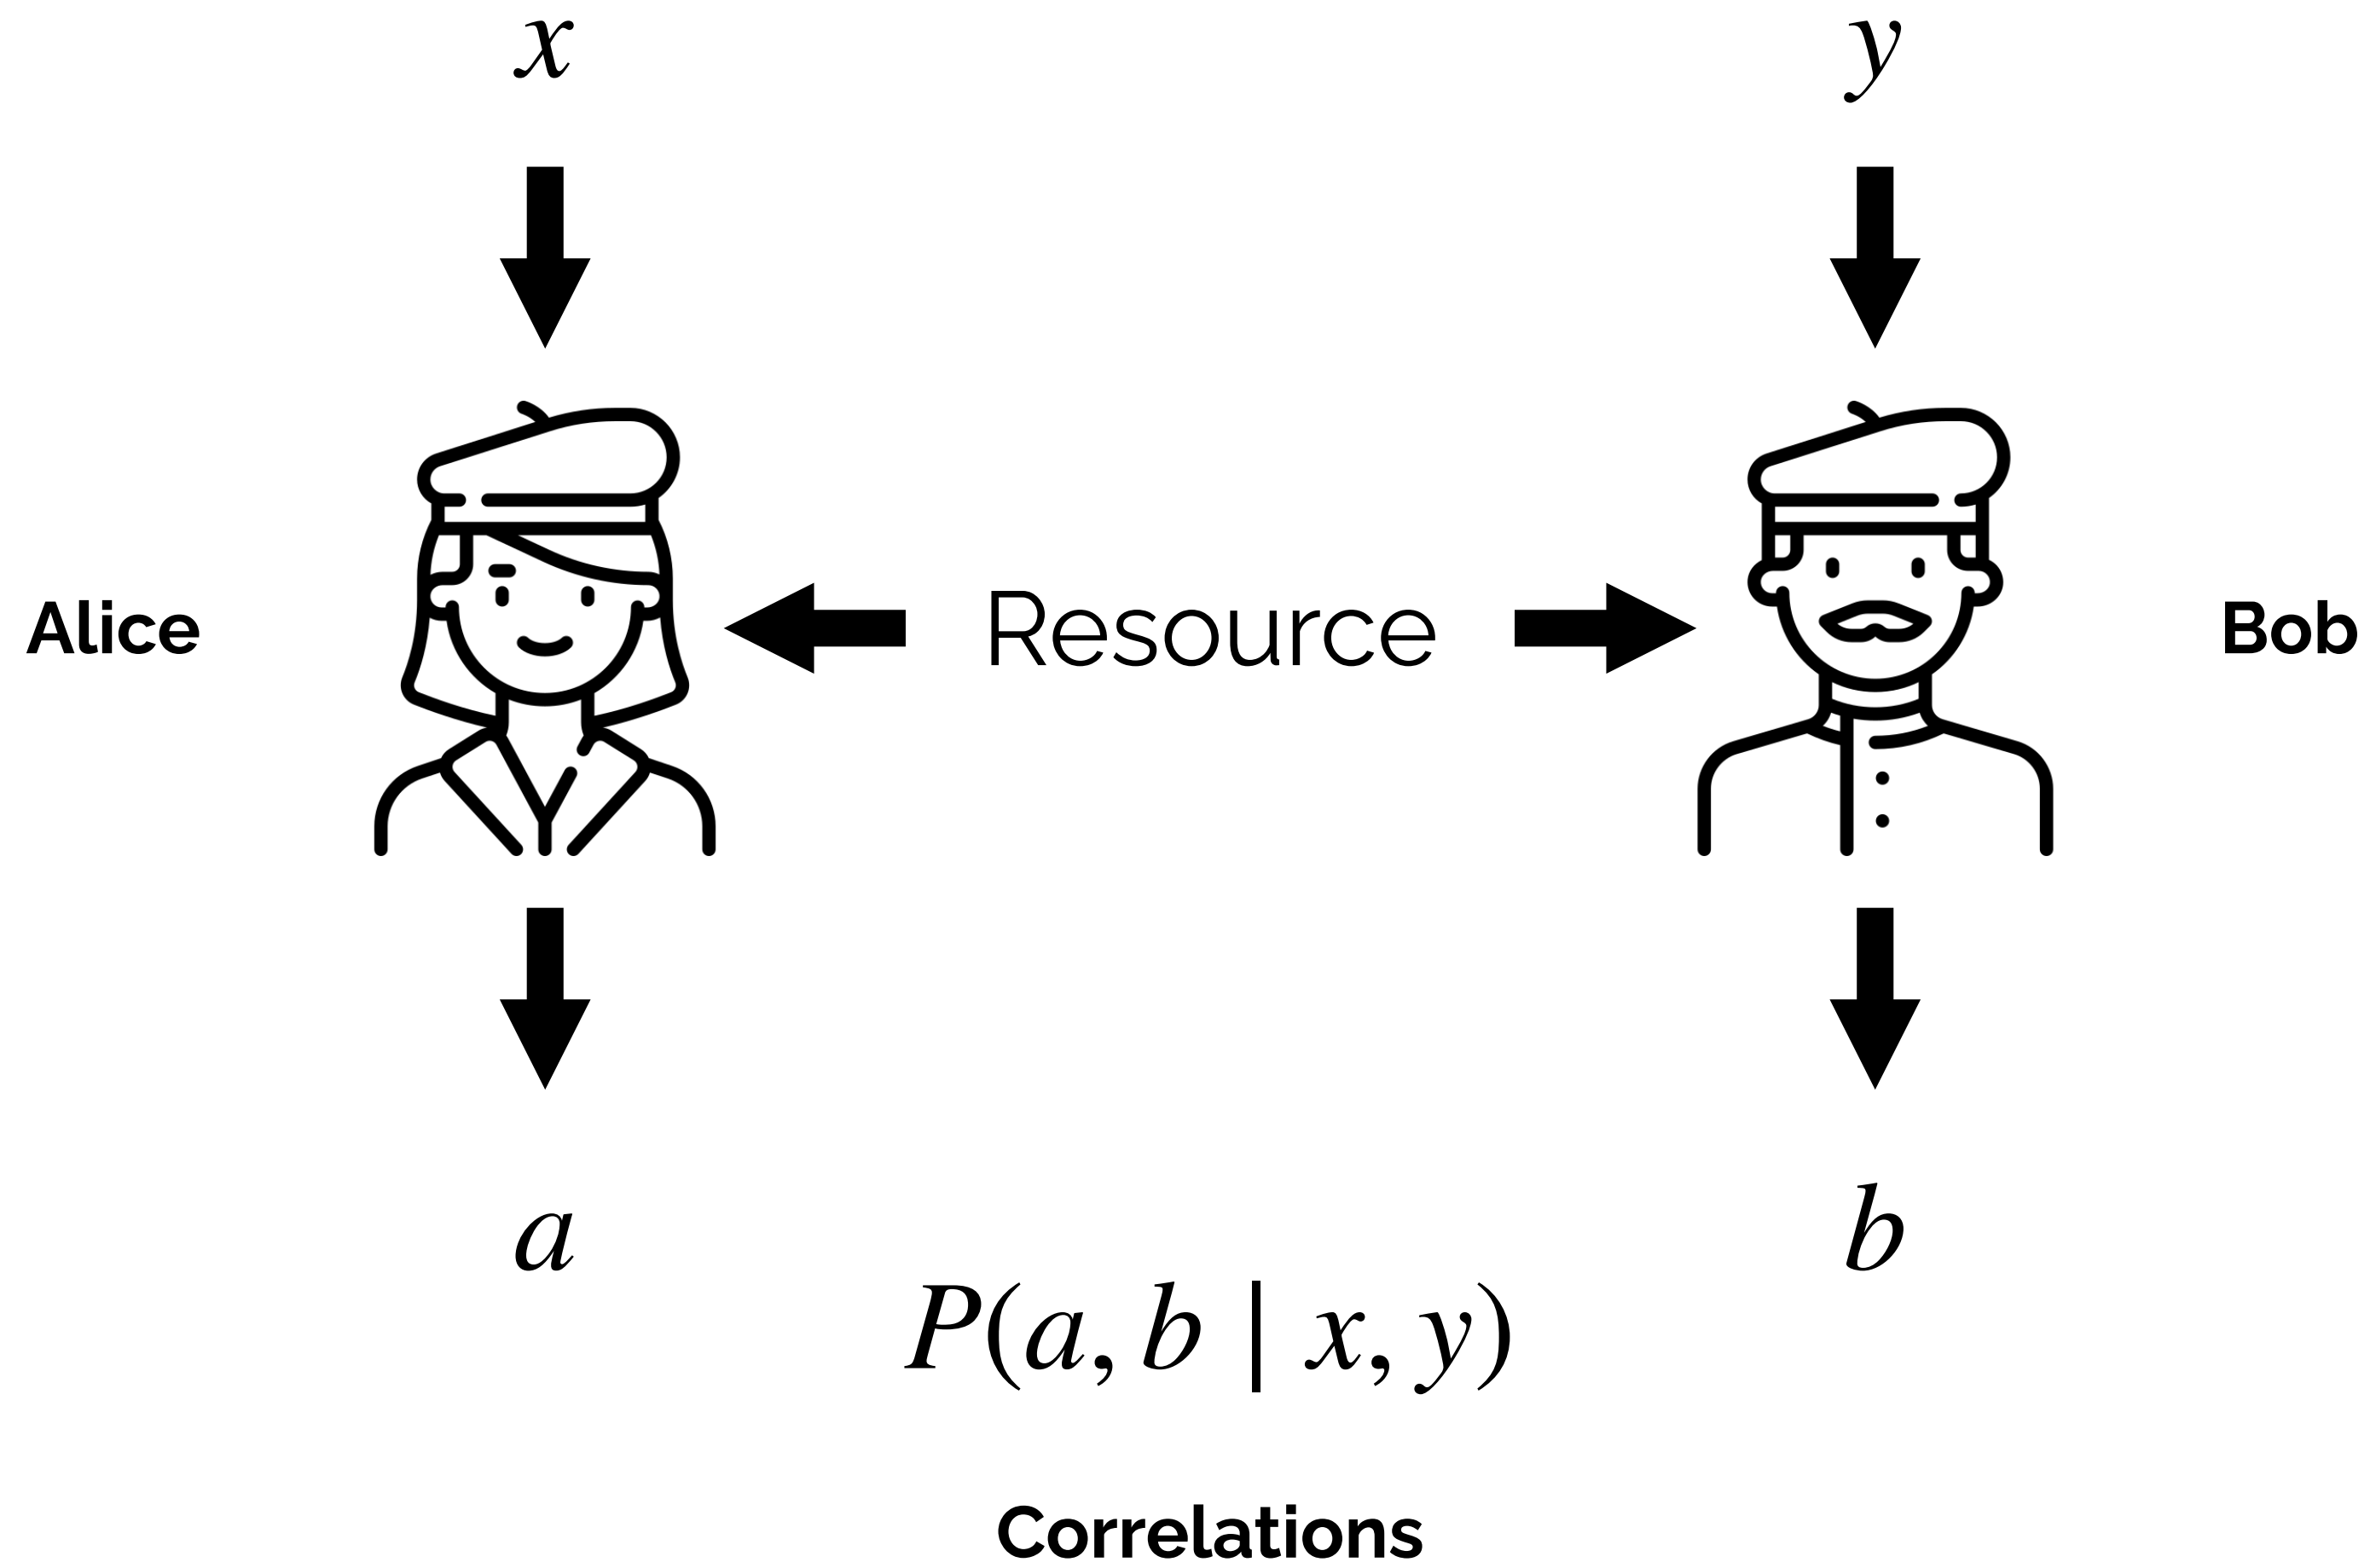 x
y
Alice
Resource
Bob
a
b
P(a, b | x, y)
Correlations